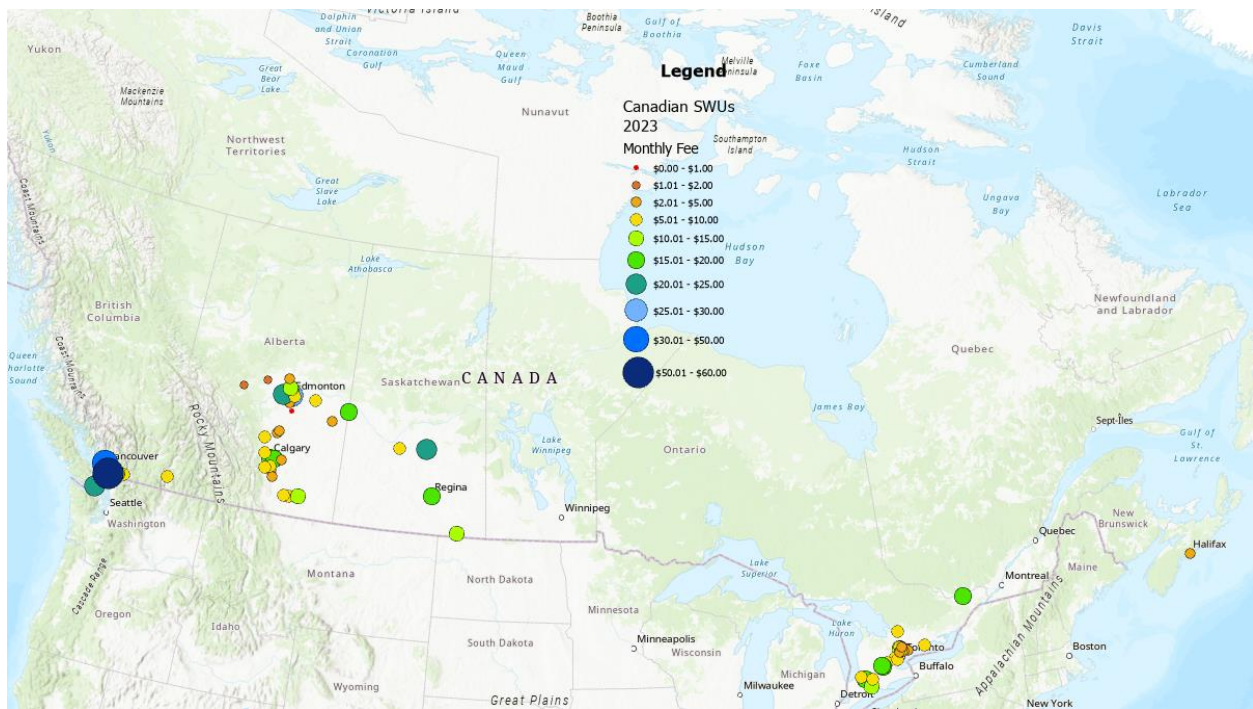 Victoria Island
Boothia
Peninsula
Gulf of
Boothia
Island
Davis
Strait
Dolphin
and Union
Strait
Coronation
Gulf
Queen
Maud
Gulf
Yukon
Great
Bear
Lake
Mackenzie
Mountains
Melville
Peninsula
Foxe
Basin
Cumberland
Sound
Legend
Canadian SWUs
2023
Monthly Fee
$0.00 - $1.00
$1.01 - $2.00
$2.01 - $5.00
$5.01 - $10.00
$10.01 - $15.00
$15.01 - $20.00
$20.01 - $25.00
$25.01 - $30.00
$30.01 - $50.00
$50.01 - $60.00
Nunavut
Yukon
Northwest
Territories
Southampton
Island
Hudson
Strait
Great
Slave
Lake
Coast Mountains
Ungava
Bay
Labrador
Sea
Hudson
Bay
Lake
Athabasca
British
Columbia
Newfoundland
and Labrador
Alberta
Queen
harlotte
Sound
Coast Mountains
Edmonton
Saskatchewan
CANADA
Quebec
James Bay
Rocky Mountains
Sept-Îles
Gulf of
St.
Lawrence
Calgary
Lake
Winnipeg
Ontario
ancouver
Regina
Seattle
Washington
Winnipeg
New
Brunswick
Quebec
Halifax
Cascade Range
Montana
North Dakota
Lake
Superior
Montreal
Maine
Oregon
Idaho
Minnesota
South Dakota
Minneapolis
Wisconsin
Lake
Huron
Toronto
Buffalo
Appalachian Mountains
Boston
Michigan
Wyoming
Great Plains
Milwaukee
Detroit
New York